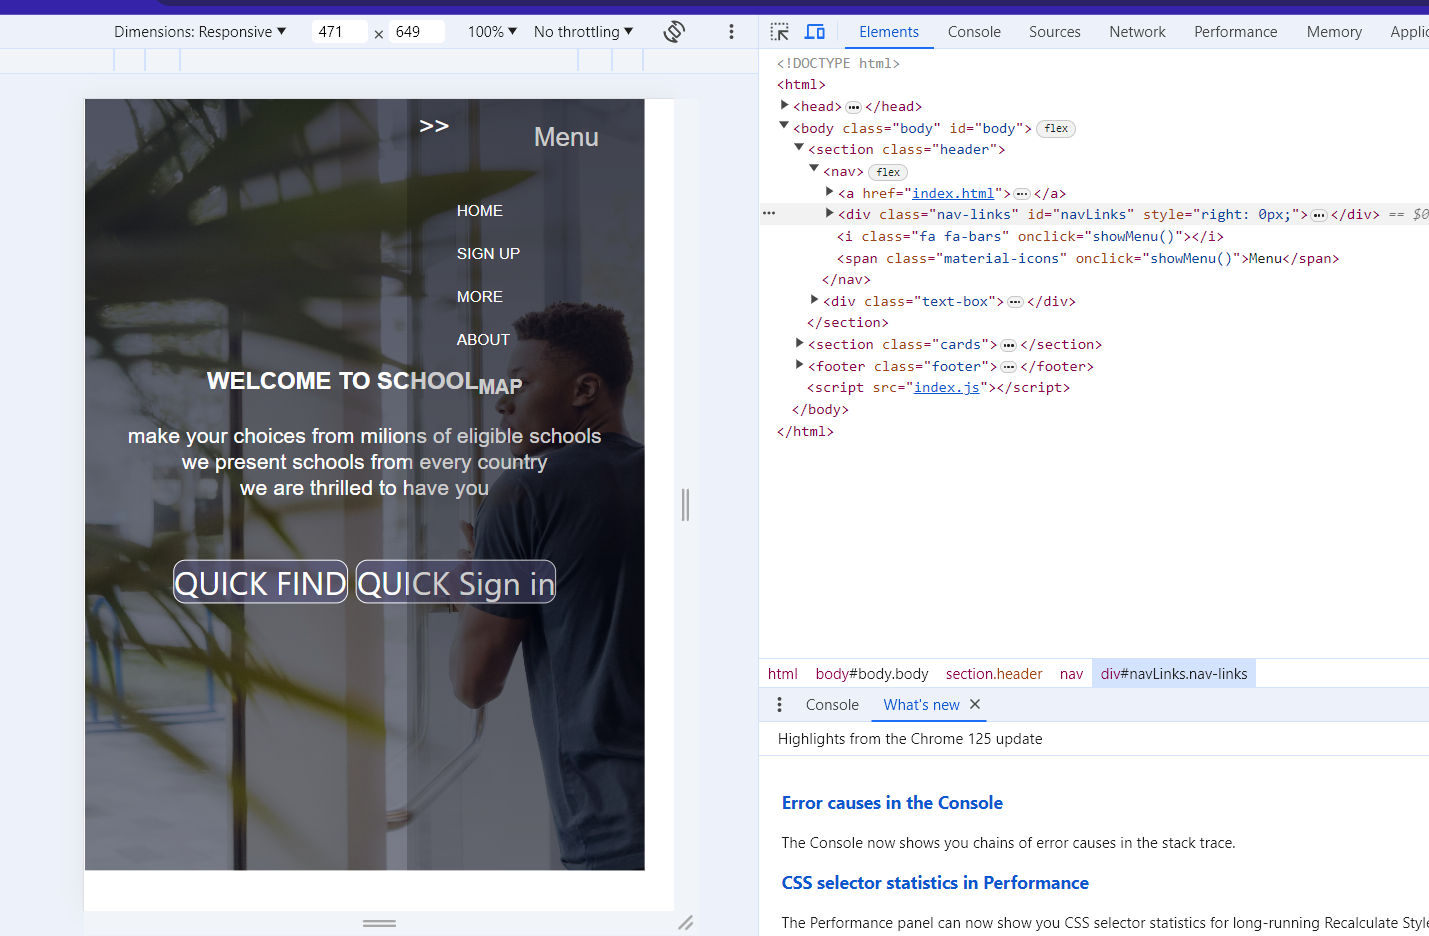 Dimensions: Responsive ▼ 471 × 649 100% ▼ No throttling ▼
Elements Console Sources Network Performance Memory Applic
>> Menu
HOME
SIGN UP
MORE
ABOUT
WELCOME TO SCHOOLMAP
make your choices from milions of eligible schools
we present schools from every country
we are thrilled to have you
QUICK FIND QUICK Sign in
<!DOCTYPE html>
<html>
<head>…</head>
<body class="body" id="body"> flex
<section class="header">
<nav> flex
<a href="index.html">…</a>
<div class="nav-links" id="navLinks" style="right: 0px;">…</div> == $0
<i class="fa fa-bars" onclick="showMenu()"></i>
<span class="material-icons" onclick="showMenu()">Menu</span>
</nav>
<div class="text-box">…</div>
</section>
<section class="cards">…</section>
<footer class="footer">…</footer>
<script src="index.js"></script>
</body>
</html>
html body#body.body section.header nav div#navLinks.nav-links
Console What's new ×
Highlights from the Chrome 125 update
Error causes in the Console
The Console now shows you chains of error causes in the stack trace.
CSS selector statistics in Performance
The Performance panel can now show you CSS selector statistics for long-running Recalculate Style